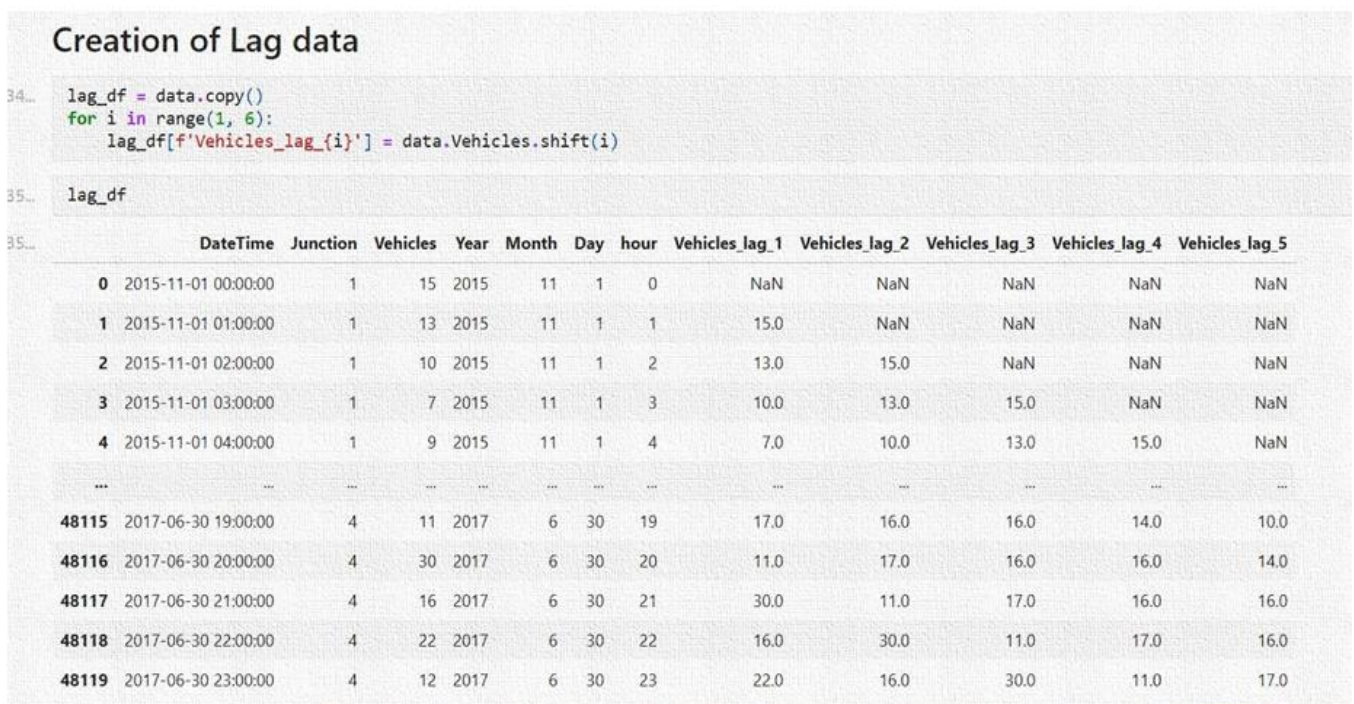 Creation of Lag data
34... lag_df = data.copy()
for i in range(1, 6):
    lag_df[f'Vehicles_lag_{i}'] = data.Vehicles.shift(i)
35... lag_df
35... DateTime Junction Vehicles Year Month Day hour Vehicles_lag_1 Vehicles_lag_2 Vehicles_lag_3 Vehicles_lag_4 Vehicles_lag_5
0 2015-11-01 00:00:00 1 15 2015 11 1 0 NaN NaN NaN NaN NaN
1 2015-11-01 01:00:00 1 13 2015 11 1 1 15.0 NaN NaN NaN NaN
2 2015-11-01 02:00:00 1 10 2015 11 1 2 13.0 15.0 NaN NaN NaN
3 2015-11-01 03:00:00 1 7 2015 11 1 3 10.0 13.0 15.0 NaN NaN
4 2015-11-01 04:00:00 1 9 2015 11 1 4 7.0 10.0 13.0 15.0 NaN
... ... ... ... ... ... ... ... ... ... ... ... ...
48115 2017-06-30 19:00:00 4 11 2017 6 30 19 17.0 16.0 16.0 14.0 10.0
48116 2017-06-30 20:00:00 4 30 2017 6 30 20 11.0 17.0 16.0 16.0 14.0
48117 2017-06-30 21:00:00 4 16 2017 6 30 21 30.0 11.0 17.0 16.0 16.0
48118 2017-06-30 22:00:00 4 22 2017 6 30 22 16.0 30.0 11.0 17.0 16.0
48119 2017-06-30 23:00:00 4 12 2017 6 30 23 22.0 16.0 30.0 11.0 17.0